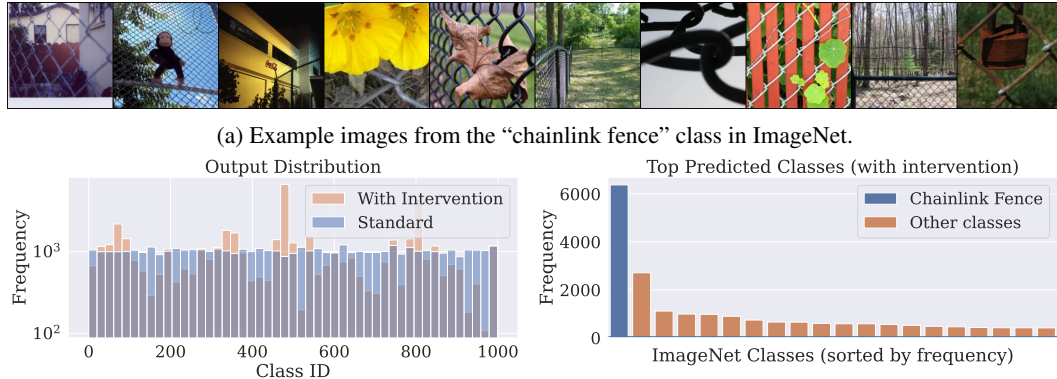 (a) Example images from the “chainlink fence” class in ImageNet.
Output Distribution
With Intervention
Standard
Frequency
10³
10²
0
200
400
600
800
1000
Class ID
Top Predicted Classes (with intervention)
Chainlink Fence
Other classes
Frequency
6000
4000
2000
0
ImageNet Classes (sorted by frequency)